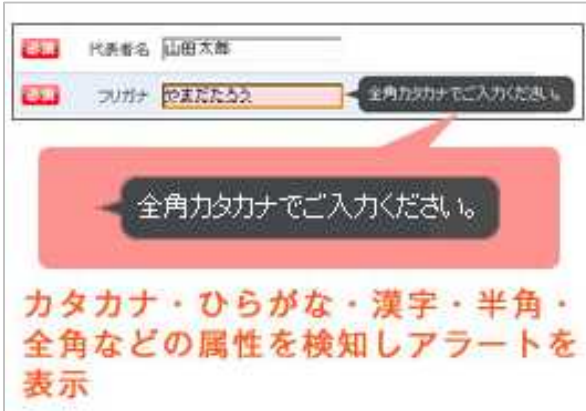 必須 代表者名 山田太郎
必須 フリガナ やまだたろう 全角カタカナでご入力ください。
全角カタカナでご入力ください。
カタカナ・ひらがな・漢字・半角・
全角などの属性を検知しアラートを
表示